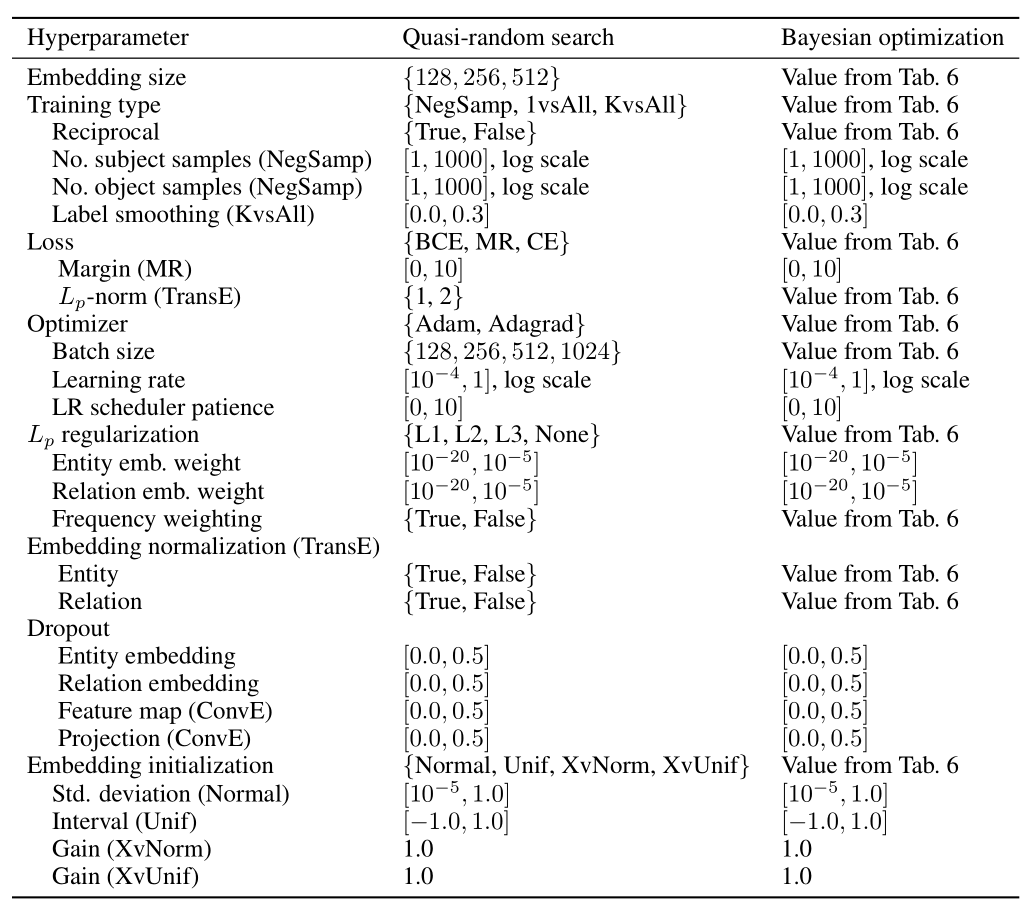 Hyperparameter Quasi-random search Bayesian optimization
Embedding size {128, 256, 512} Value from Tab. 6
Training type {NegSamp, 1vsAll, KvsAll} Value from Tab. 6
Reciprocal {True, False} Value from Tab. 6
No. subject samples (NegSamp) [1, 1000], log scale [1, 1000], log scale
No. object samples (NegSamp) [1, 1000], log scale [1, 1000], log scale
Label smoothing (KvsAll) [0.0, 0.3] [0.0, 0.3]
Loss {BCE, MR, CE} Value from Tab. 6
Margin (MR) [0, 10] [0, 10]
$L_p$-norm (TransE) {1, 2} Value from Tab. 6
Optimizer {Adam, Adagrad} Value from Tab. 6
Batch size {128, 256, 512, 1024} Value from Tab. 6
Learning rate [$10^{-4}$, 1], log scale [$10^{-4}$, 1], log scale
LR scheduler patience [0, 10] [0, 10]
$L_p$ regularization {L1, L2, L3, None} Value from Tab. 6
Entity emb. weight [$10^{-20}$, $10^{-5}$] [$10^{-20}$, $10^{-5}$]
Relation emb. weight [$10^{-20}$, $10^{-5}$] [$10^{-20}$, $10^{-5}$]
Frequency weighting {True, False} Value from Tab. 6
Embedding normalization (TransE)
Entity {True, False} Value from Tab. 6
Relation {True, False} Value from Tab. 6
Dropout
Entity embedding [0.0, 0.5] [0.0, 0.5]
Relation embedding [0.0, 0.5] [0.0, 0.5]
Feature map (ConvE) [0.0, 0.5] [0.0, 0.5]
Projection (ConvE) [0.0, 0.5] [0.0, 0.5]
Embedding initialization {Normal, Unif, XvNorm, XvUnif} Value from Tab. 6
Std. deviation (Normal) [$10^{-5}$, 1.0] [$10^{-5}$, 1.0]
Interval (Unif) [−1.0, 1.0] [−1.0, 1.0]
Gain (XvNorm) 1.0 1.0
Gain (XvUnif) 1.0 1.0